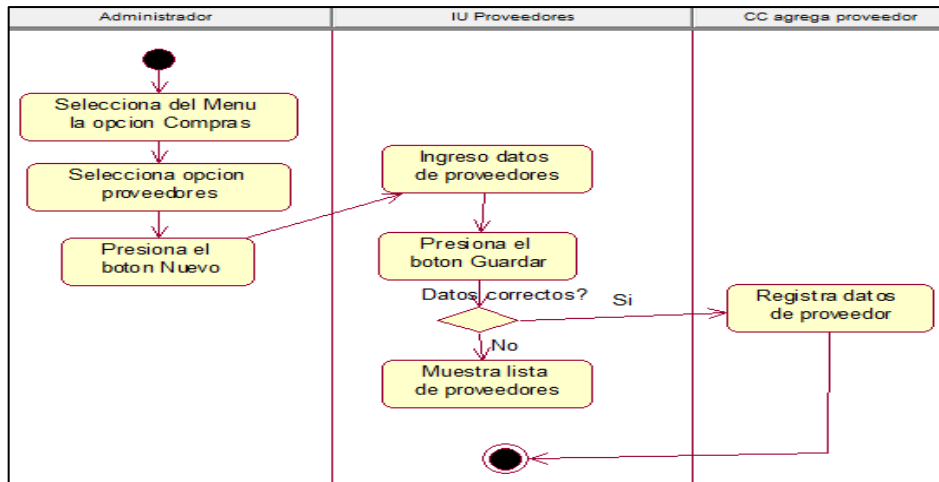 Administrador
IU Proveedores
CC agrega proveedor
Selecciona del Menu
la opcion Compras
Selecciona opcion
proveedores
Presiona el
boton Nuevo
Ingreso datos
de proveedores
Presiona el
boton Guardar
Datos correctos?
Si
No
Muestra lista
de proveedores
Registra datos
de proveedor